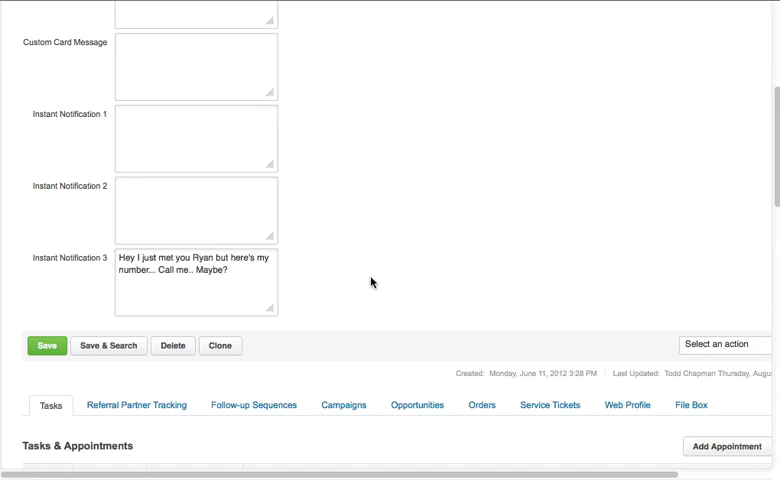 Custom Card Message
Instant Notification 1
Instant Notification 2
Instant Notification 3
Hey I just met you Ryan but here's my
number... Call me.. Maybe?
Save Save & Search Delete Clone Select an action
Created: Monday, June 11, 2012 3:28 PM | Last Updated: Todd Chapman Thursday, Augu
Tasks Referral Partner Tracking Follow-up Sequences Campaigns Opportunities Orders Service Tickets Web Profile File Box
Tasks & Appointments Add Appointment